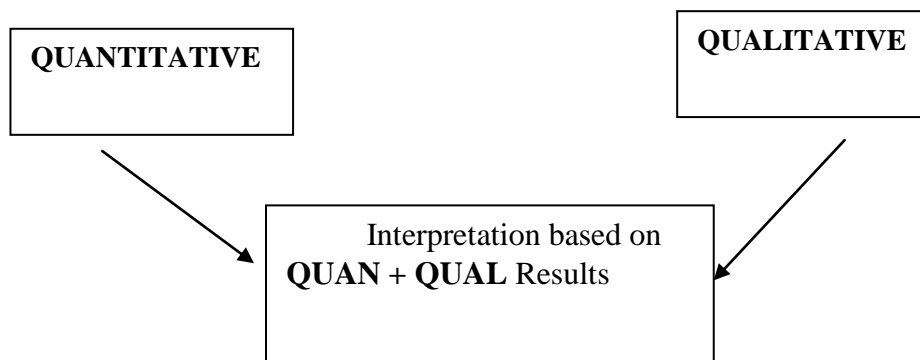 QUANTITATIVE
QUALITATIVE
Interpretation based on
QUAN + QUAL Results